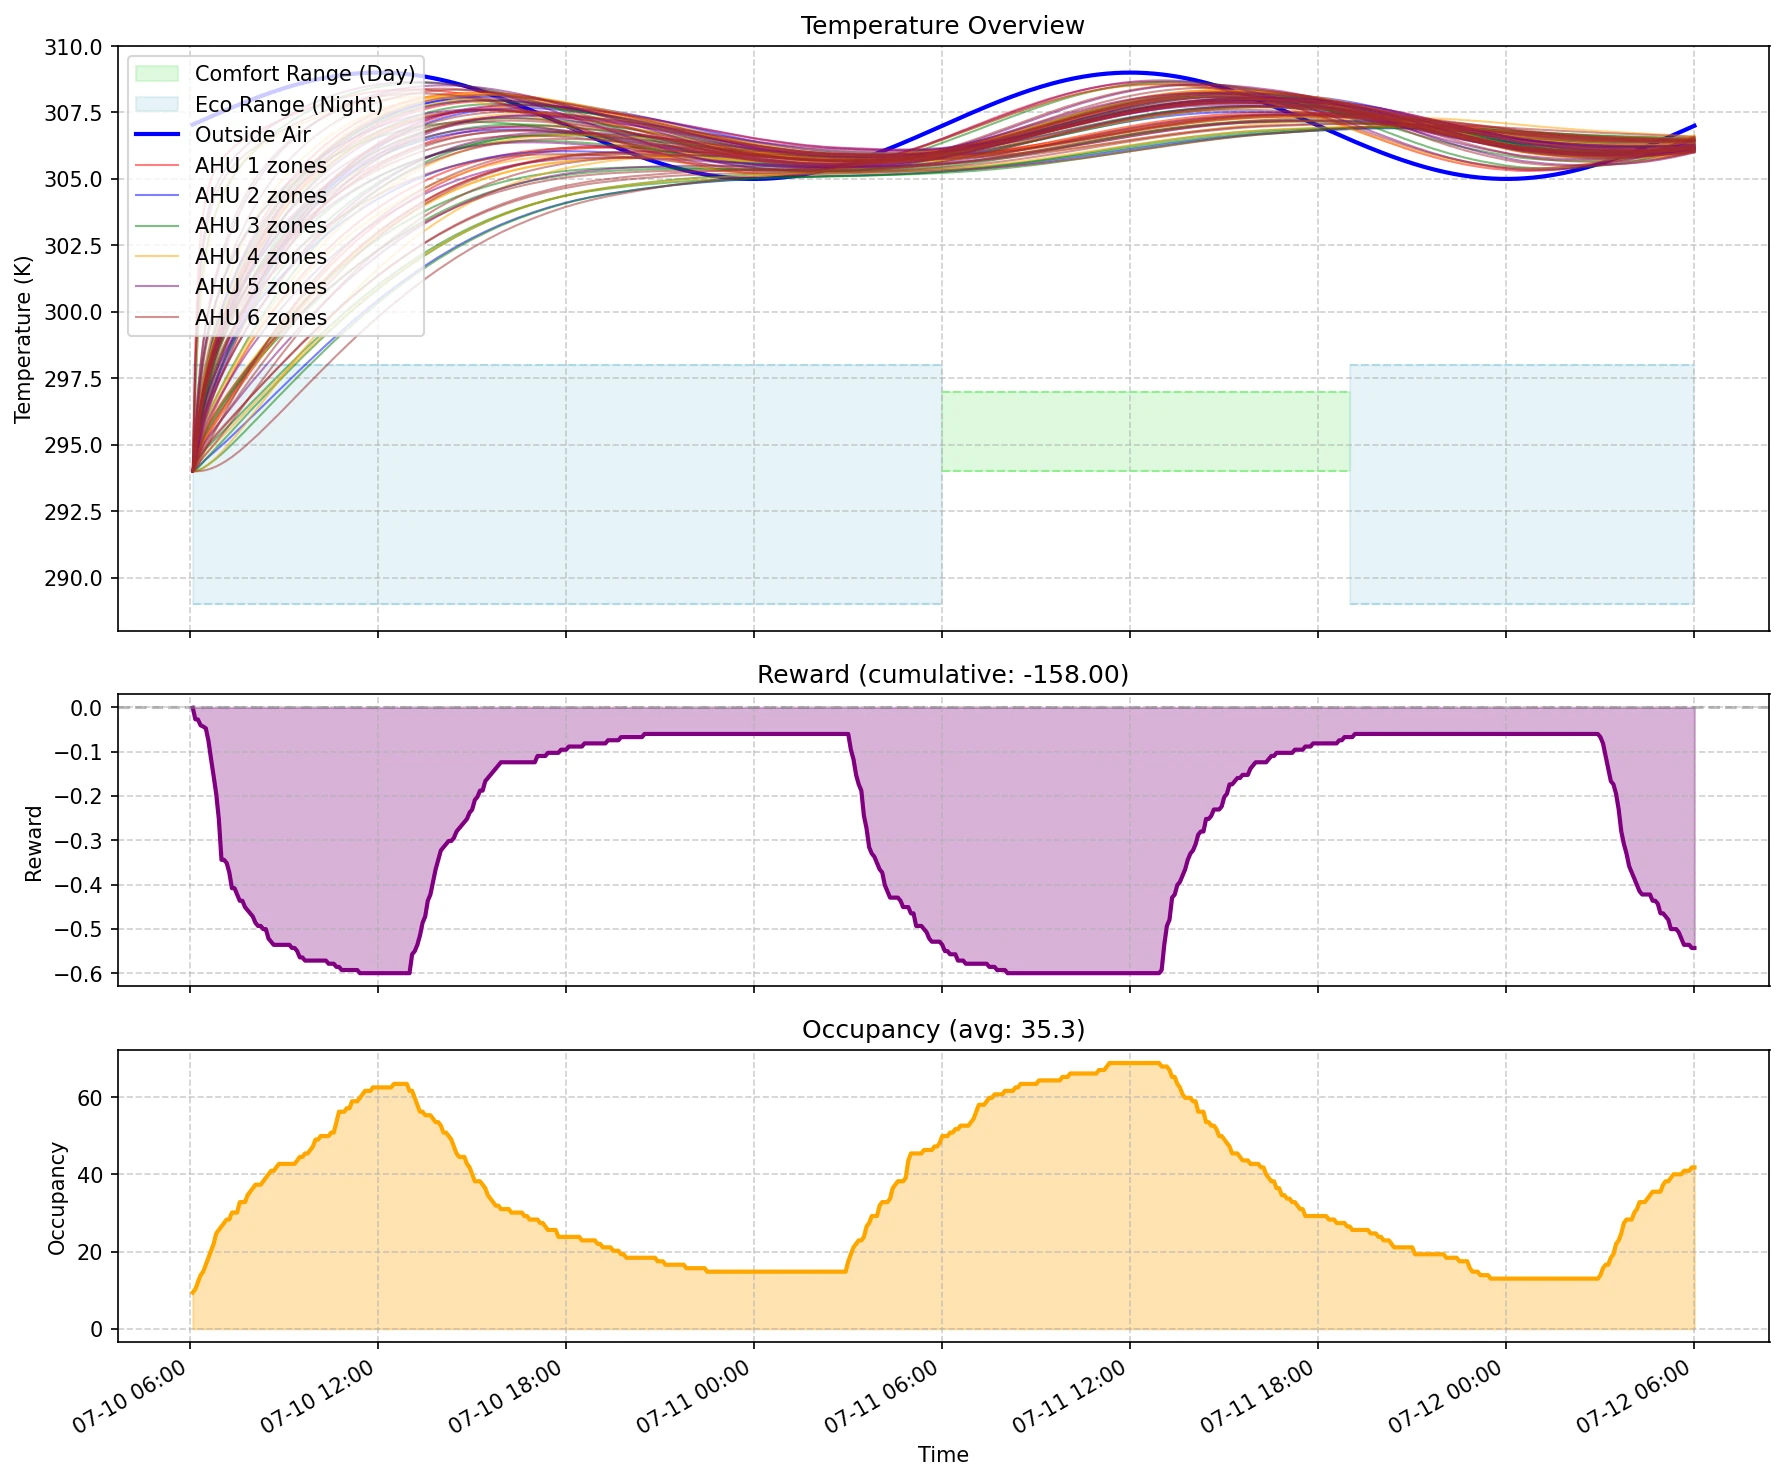 Temperature Overview
310.0
307.5
305.0
302.5
300.0
297.5
295.0
292.5
290.0
Temperature (K)
Comfort Range (Day)
Eco Range (Night)
Outside Air
AHU 1 zones
AHU 2 zones
AHU 3 zones
AHU 4 zones
AHU 5 zones
AHU 6 zones
Reward (cumulative: -158.00)
0.0
−0.1
−0.2
−0.3
−0.4
−0.5
−0.6
Reward
Occupancy (avg: 35.3)
60
40
20
0
Occupancy
07-10 06:00
07-10 12:00
07-10 18:00
07-11 00:00
07-11 06:00
07-11 12:00
07-11 18:00
07-12 00:00
07-12 06:00
Time